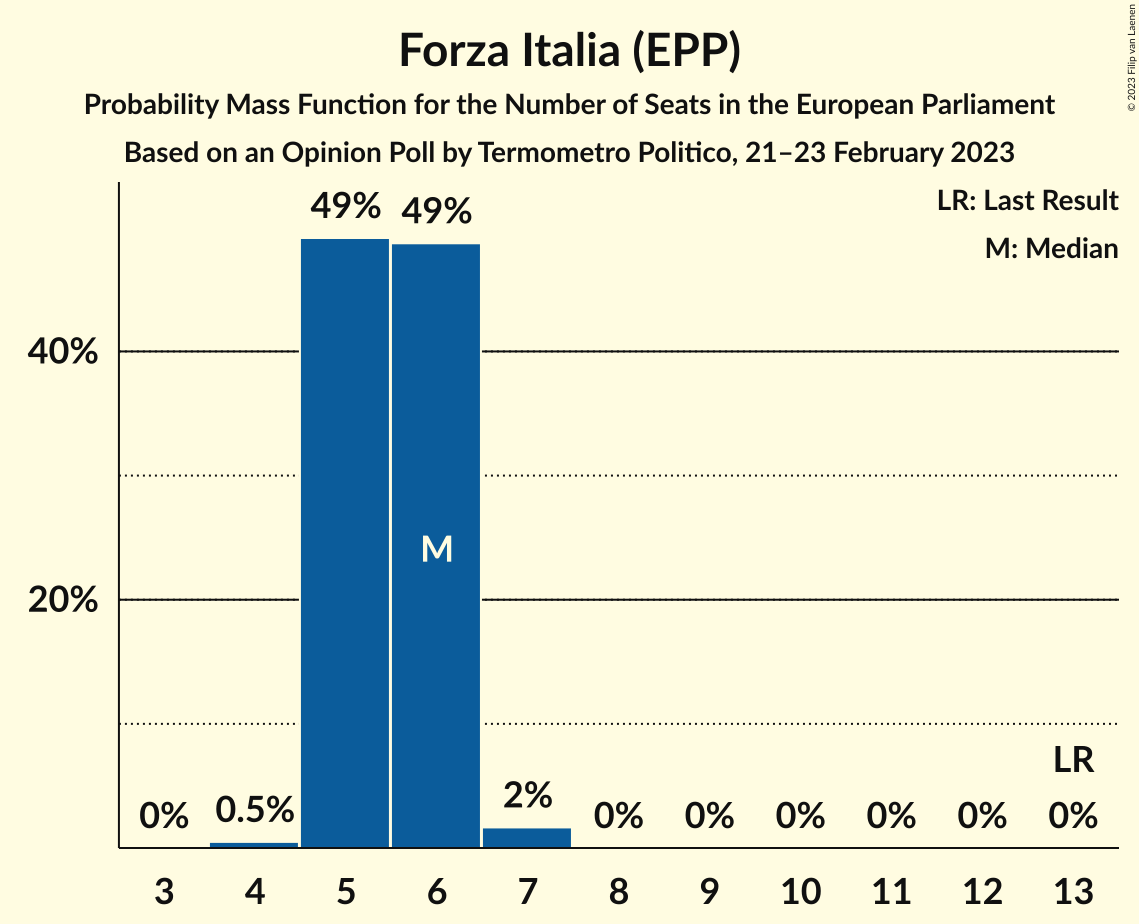 Forza Italia (EPP)
Probability Mass Function for the Number of Seats in the European Parliament
Based on an Opinion Poll by Termometro Politico, 21–23 February 2023
© 2023 Filip van Laenen
LR: Last Result
M: Median
49% 49%
40%
M
20%
LR
0% 0.5% 2% 0% 0% 0% 0% 0% 0%
3 4 5 6 7 8 9 10 11 12 13